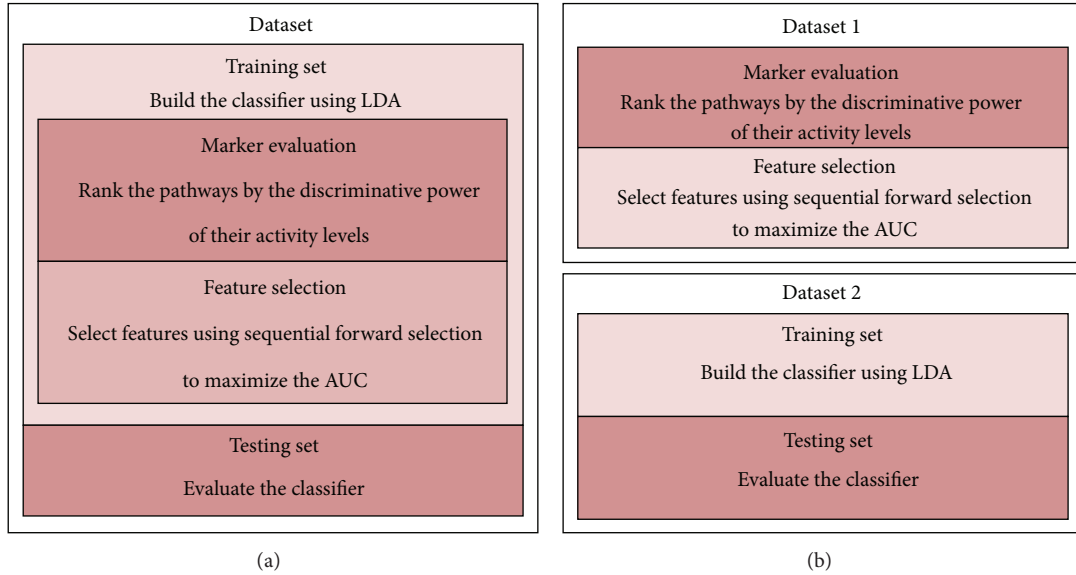 Dataset
Training set
Build the classifier using LDA
Marker evaluation
Rank the pathways by the discriminative power
of their activity levels
Feature selection
Select features using sequential forward selection
to maximize the AUC
Testing set
Evaluate the classifier
(a)
Dataset 1
Marker evaluation
Rank the pathways by the discriminative power
of their activity levels
Feature selection
Select features using sequential forward selection
to maximize the AUC
Dataset 2
Training set
Build the classifier using LDA
Testing set
Evaluate the classifier
(b)